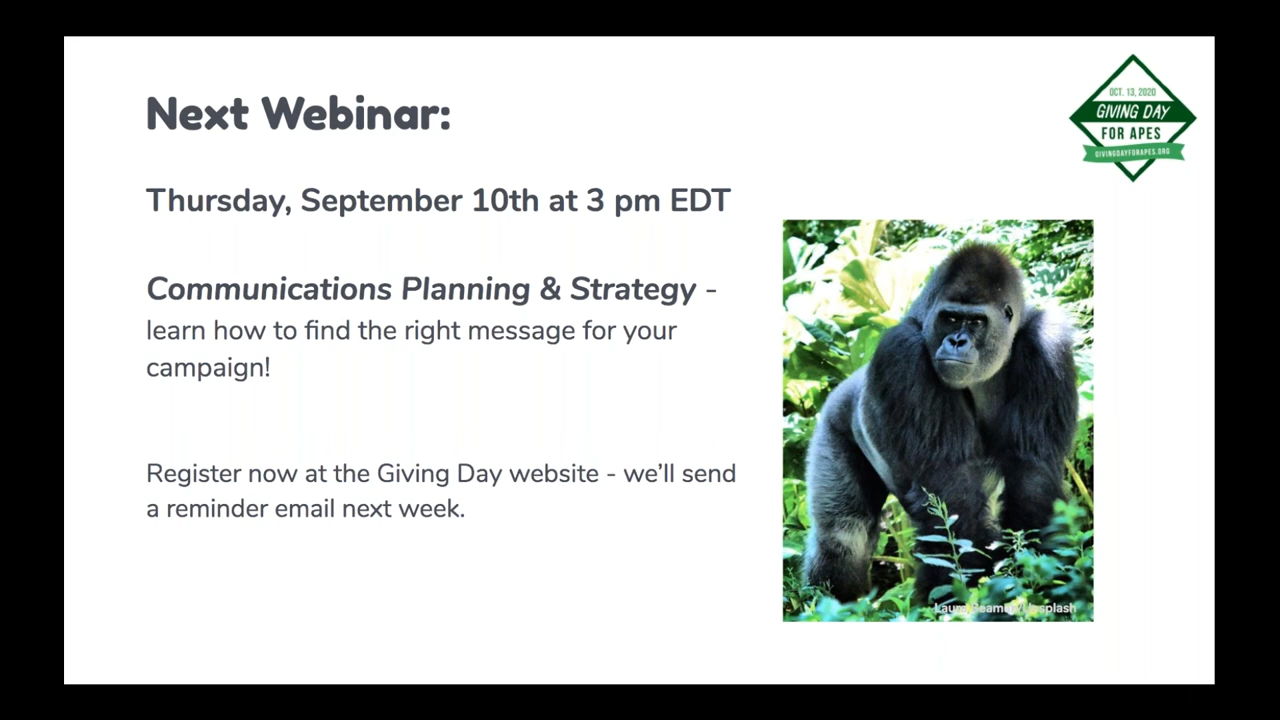 Next Webinar:
OCT. 13, 2020
GIVING DAY
FOR APES
GIVINGDAYFORAPES.ORG
Thursday, September 10th at 3 pm EDT
Communications Planning & Strategy -
learn how to find the right message for your
campaign!
Register now at the Giving Day website - we’ll send
a reminder email next week.